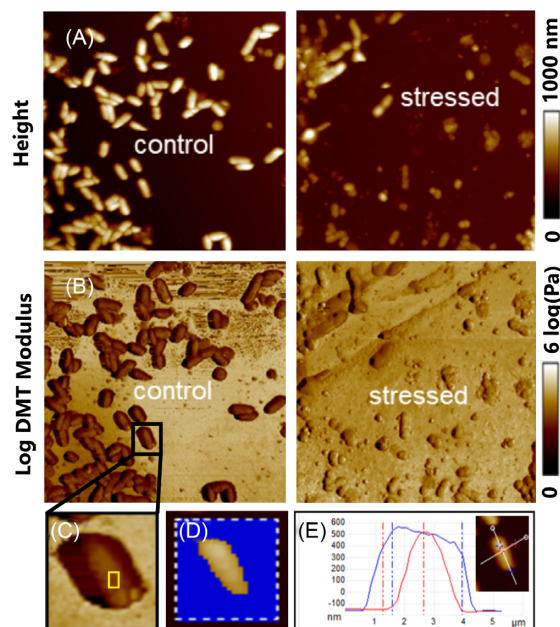 (A)
control
stressed
Height
1000 nm
0
(B)
control
stressed
Log DMT Modulus
6 log(Pa)
0
(C)
(D)
(E)
600
500
400
300
200
100
0
-100
nm
1
2
3
4
5
µm